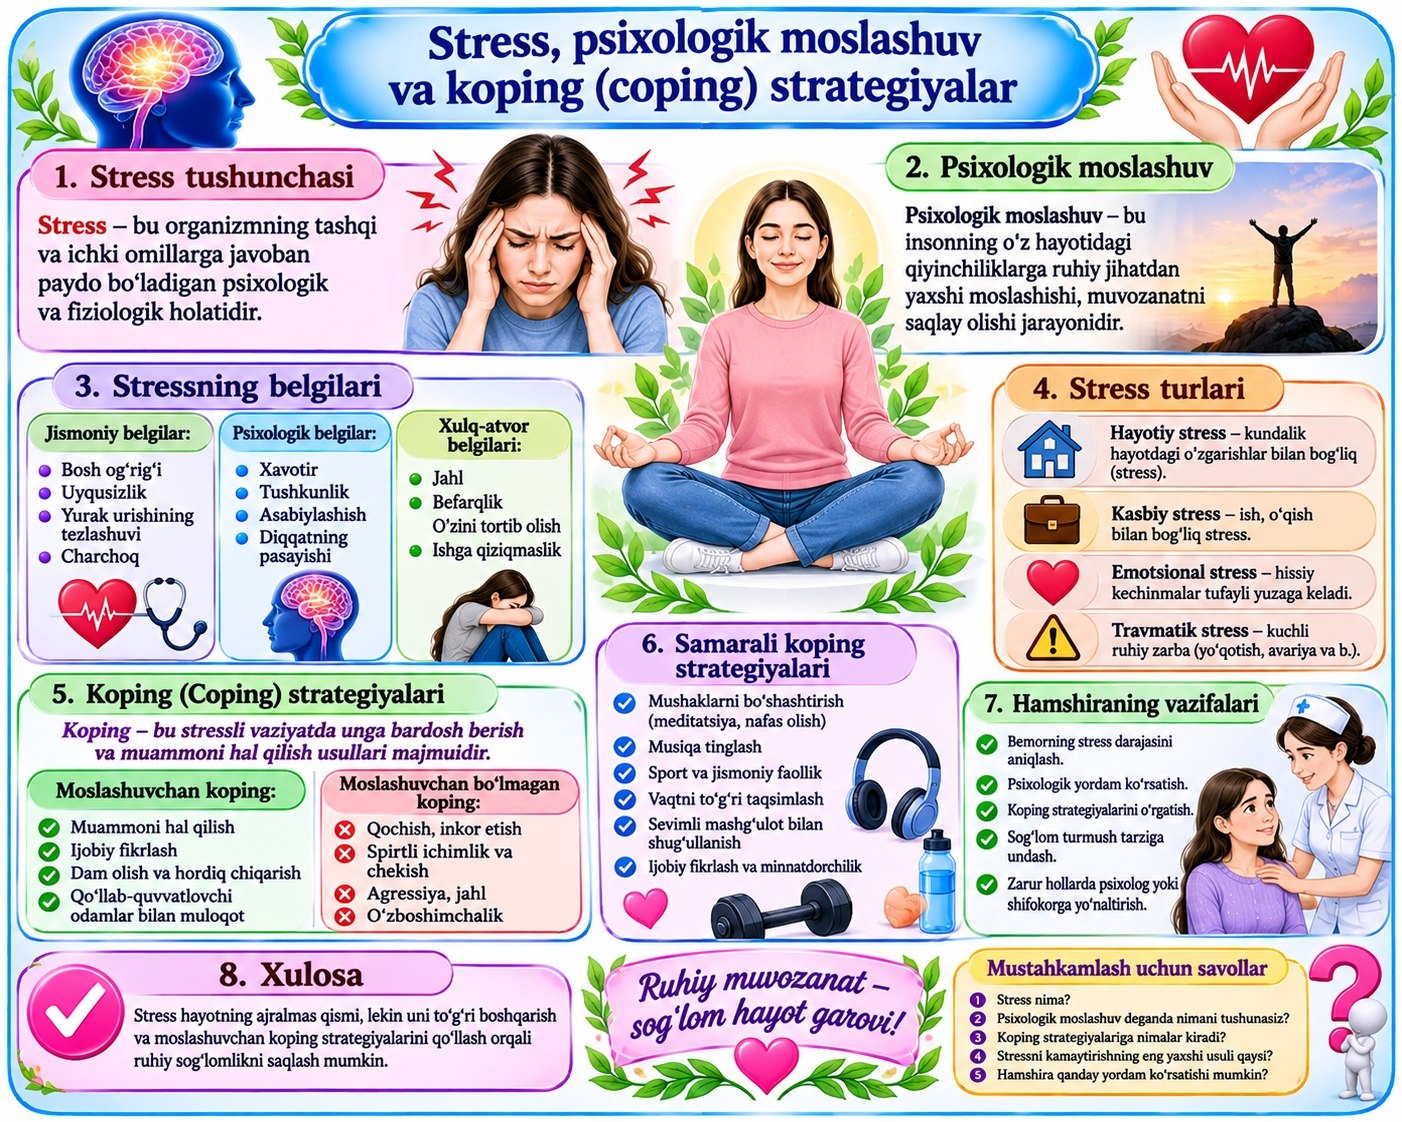 Stress, psixologik moslashuv
va koping (coping) strategiyalar
1. Stress tushunchasi
Stress – bu organizmning tashqi
va ichki omillarga javoban
paydo bo‘ladigan psixologik
va fiziologik holatidir.
2. Psixologik moslashuv
Psixologik moslashuv – bu
insonning o‘z hayotidagi
qiyinchiliklarga ruhiy jihatdan
yaxshi moslashishi, muvozanatni
saqlay olishi jarayonidir.
3. Stressning belgilari
Jismoniy belgilar:
Bosh og‘rig‘i
Uyqusizlik
Yurak urishining
tezlashuvi
Charchoq
Psixologik belgilar:
Xavotir
Tushkunlik
Asabiylashish
Diqqatning
pasayishi
Xulq-atvor
belgilari:
Jahl
Befarqlik
O‘zini tortib olish
Ishga qiziqmaslik
4. Stress turlari
Hayotiy stress – kundalik
hayotdagi o‘zgarishlar bilan bog‘liq
(stress).
Kasbiy stress – ish, o‘qish
bilan bog‘liq stress.
Emotsional stress – hissiy
kechinmalar tufayli yuzaga keladi.
Travmatik stress – kuchli
ruhiy zarba (yo‘qotish, avariya va b.).
5. Koping (Coping) strategiyalari
Koping – bu stressli vaziyatda unga bardosh berish
va muammoni hal qilish usullari majmuidir.
Moslashuvchan koping:
Muammoni hal qilish
Ijobiy fikrlash
Dam olish va hordiq chiqarish
Qo‘llab-quvvatlovchi
odamlar bilan muloqot
Moslashuvchan bo‘lmagan
koping:
Qochish, inkor etish
Spirtli ichimlik va
chekish
Agressiya, jahl
O‘zboshimchalik
6. Samarali koping
strategiyalari
Mushaklarni bo‘shashtirish
(meditatsiya, nafas olish)
Musiqa tinglash
Sport va jismoniy faollik
Vaqtni to‘g‘ri taqsimlash
Sevimli mashg‘ulot bilan
shug‘ullanish
Ijobiy fikrlash va minnatdorchilik
7. Hamshiraning vazifalari
Bemorning stress darajasini
aniqlash.
Psixologik yordam ko‘rsatish.
Koping strategiyalarini o‘rgatish.
Sog‘lom turmush tarziga
undash.
Zarur hollarda psixolog yoki
shifokorga yo‘naltirish.
8. Xulosa
Stress hayotning ajralmas qismi, lekin uni to‘g‘ri boshqarish
va moslashuvchan koping strategiyalarini qo‘llash orqali
ruhiy sog‘lomlikni saqlash mumkin.
Ruhiy muvozanat –
sog‘lom hayot garovi!
Mustahkamlash uchun savollar
1 Stress nima?
2 Psixologik moslashuv deganda nimani tushunasiz?
3 Koping strategiyalariga nimalar kiradi?
4 Stressni kamaytirishning eng yaxshi usuli qaysi?
5 Hamshira qanday yordam ko‘rsatishi mumkin?